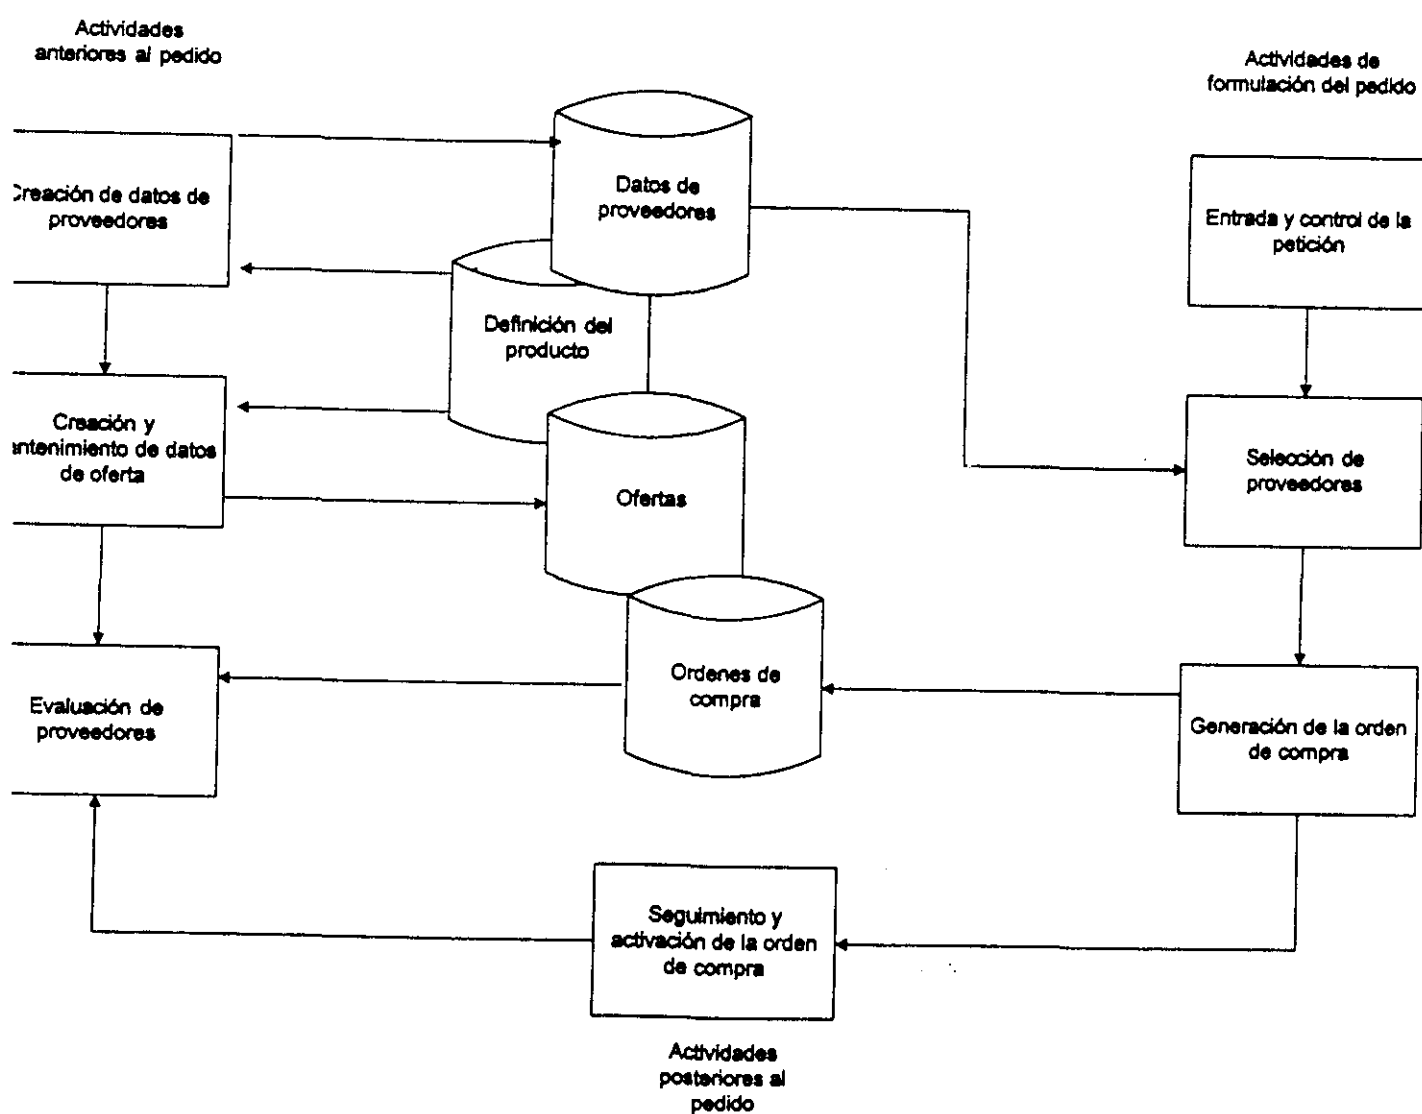 Actividades
anteriores al pedido
Actividades de
formulación del pedido
Creación de datos de
proveedores
Datos de
proveedores
Entrada y control de la
petición
Definición del
producto
Creación y
antenimiento de datos
de oferta
Ofertas
Selección de
proveedores
Evaluación de
proveedores
Ordenes de
compra
Generación de la orden
de compra
Seguimiento y
activación de la orden
de compra
Actividades
posteriores al
pedido